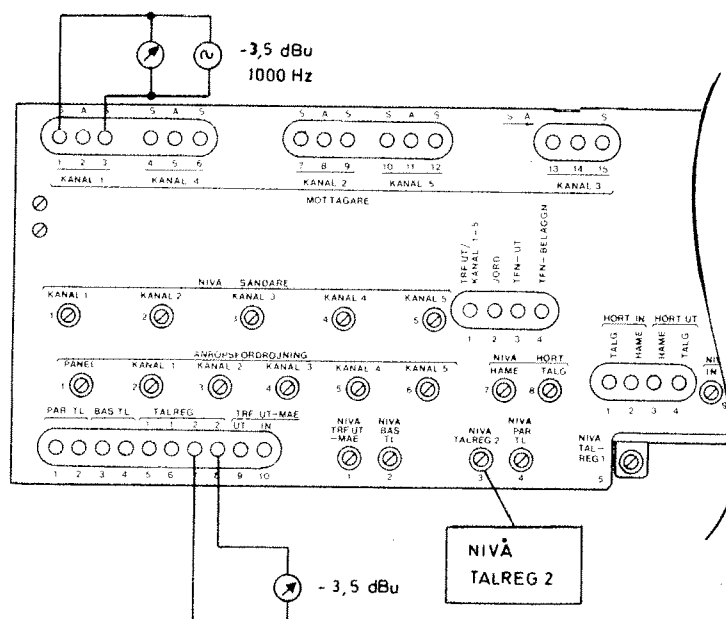 -3,5 dBu
1000 Hz
S A S S A S
S A S S A S
S A S
1 2 3 4 5 6
7 8 9 10 11 12
13 14 15
KANAL 1 KANAL 4
KANAL 2 KANAL 5
KANAL 3
MOTTAGARE
TRF UT/
KANAL 1-5
JORD
TFN-UT
TFN-BELÄGGN
1 2 3 4
NIVÅ SÄNDARE
KANAL 1 KANAL 2 KANAL 3 KANAL 4 KANAL 5
1 2 3 4 5
HÖRT IN HÖRT UT
TALG HAME HAME TALG
1 2 3 4
NIV
IN
9
ANROPSFÖRDRÖJNING
PANEL KANAL 1 KANAL 2 KANAL 3 KANAL 4 KANAL 5
1 2 3 4 5 6
NIVÅ HÖRT
HAME TALG
7 8
PAR TL BAS TL TALREG TRF UT-MAE
1 1 2 2 UT IN
1 2 3 4 5 6 7 8 9 10
NIVÅ
TRF UT
-MAE
1
NIVÅ
BAS
TL
2
NIVÅ
TALREG 2
3
NIVÅ
PAR
TL
4
NIVÅ
TAL-
REG 1
5
-3,5 dBu
NIVÅ
TALREG 2